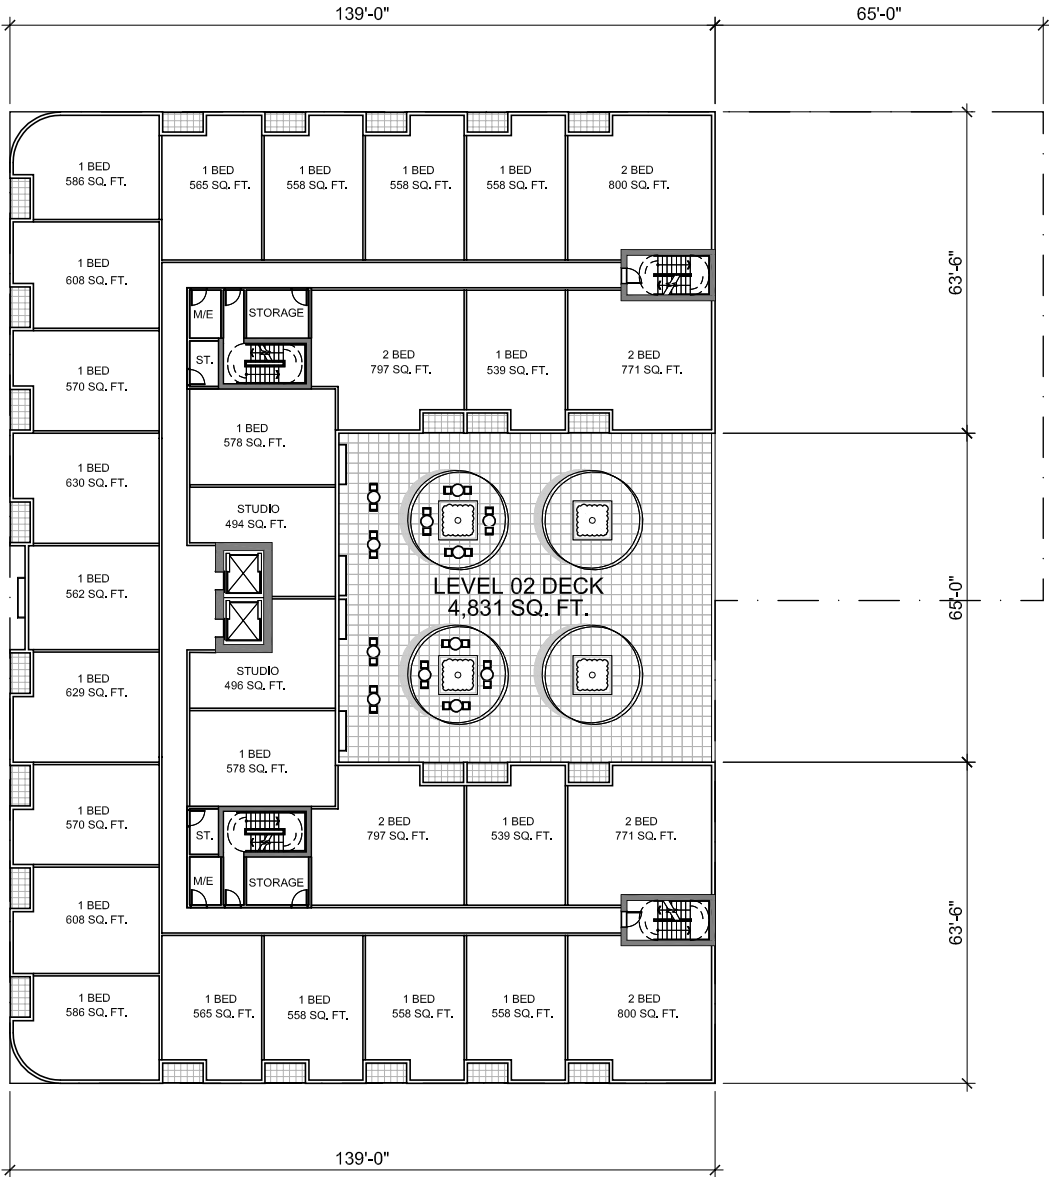 139'-0"
65'-0"
1 BED
586 SQ. FT.
1 BED
565 SQ. FT.
1 BED
558 SQ. FT.
1 BED
558 SQ. FT.
1 BED
558 SQ. FT.
2 BED
800 SQ. FT.
1 BED
608 SQ. FT.
63'-6"
M/E
STORAGE
ST.
1 BED
570 SQ. FT.
2 BED
797 SQ. FT.
1 BED
539 SQ. FT.
2 BED
771 SQ. FT.
1 BED
578 SQ. FT.
1 BED
630 SQ. FT.
STUDIO
494 SQ. FT.
1 BED
562 SQ. FT.
LEVEL 02 DECK
4,831 SQ. FT.
65'-0"
1 BED
629 SQ. FT.
STUDIO
496 SQ. FT.
1 BED
578 SQ. FT.
1 BED
570 SQ. FT.
ST.
2 BED
797 SQ. FT.
1 BED
539 SQ. FT.
2 BED
771 SQ. FT.
M/E
STORAGE
1 BED
608 SQ. FT.
63'-6"
1 BED
586 SQ. FT.
1 BED
565 SQ. FT.
1 BED
558 SQ. FT.
1 BED
558 SQ. FT.
1 BED
558 SQ. FT.
2 BED
800 SQ. FT.
139'-0"